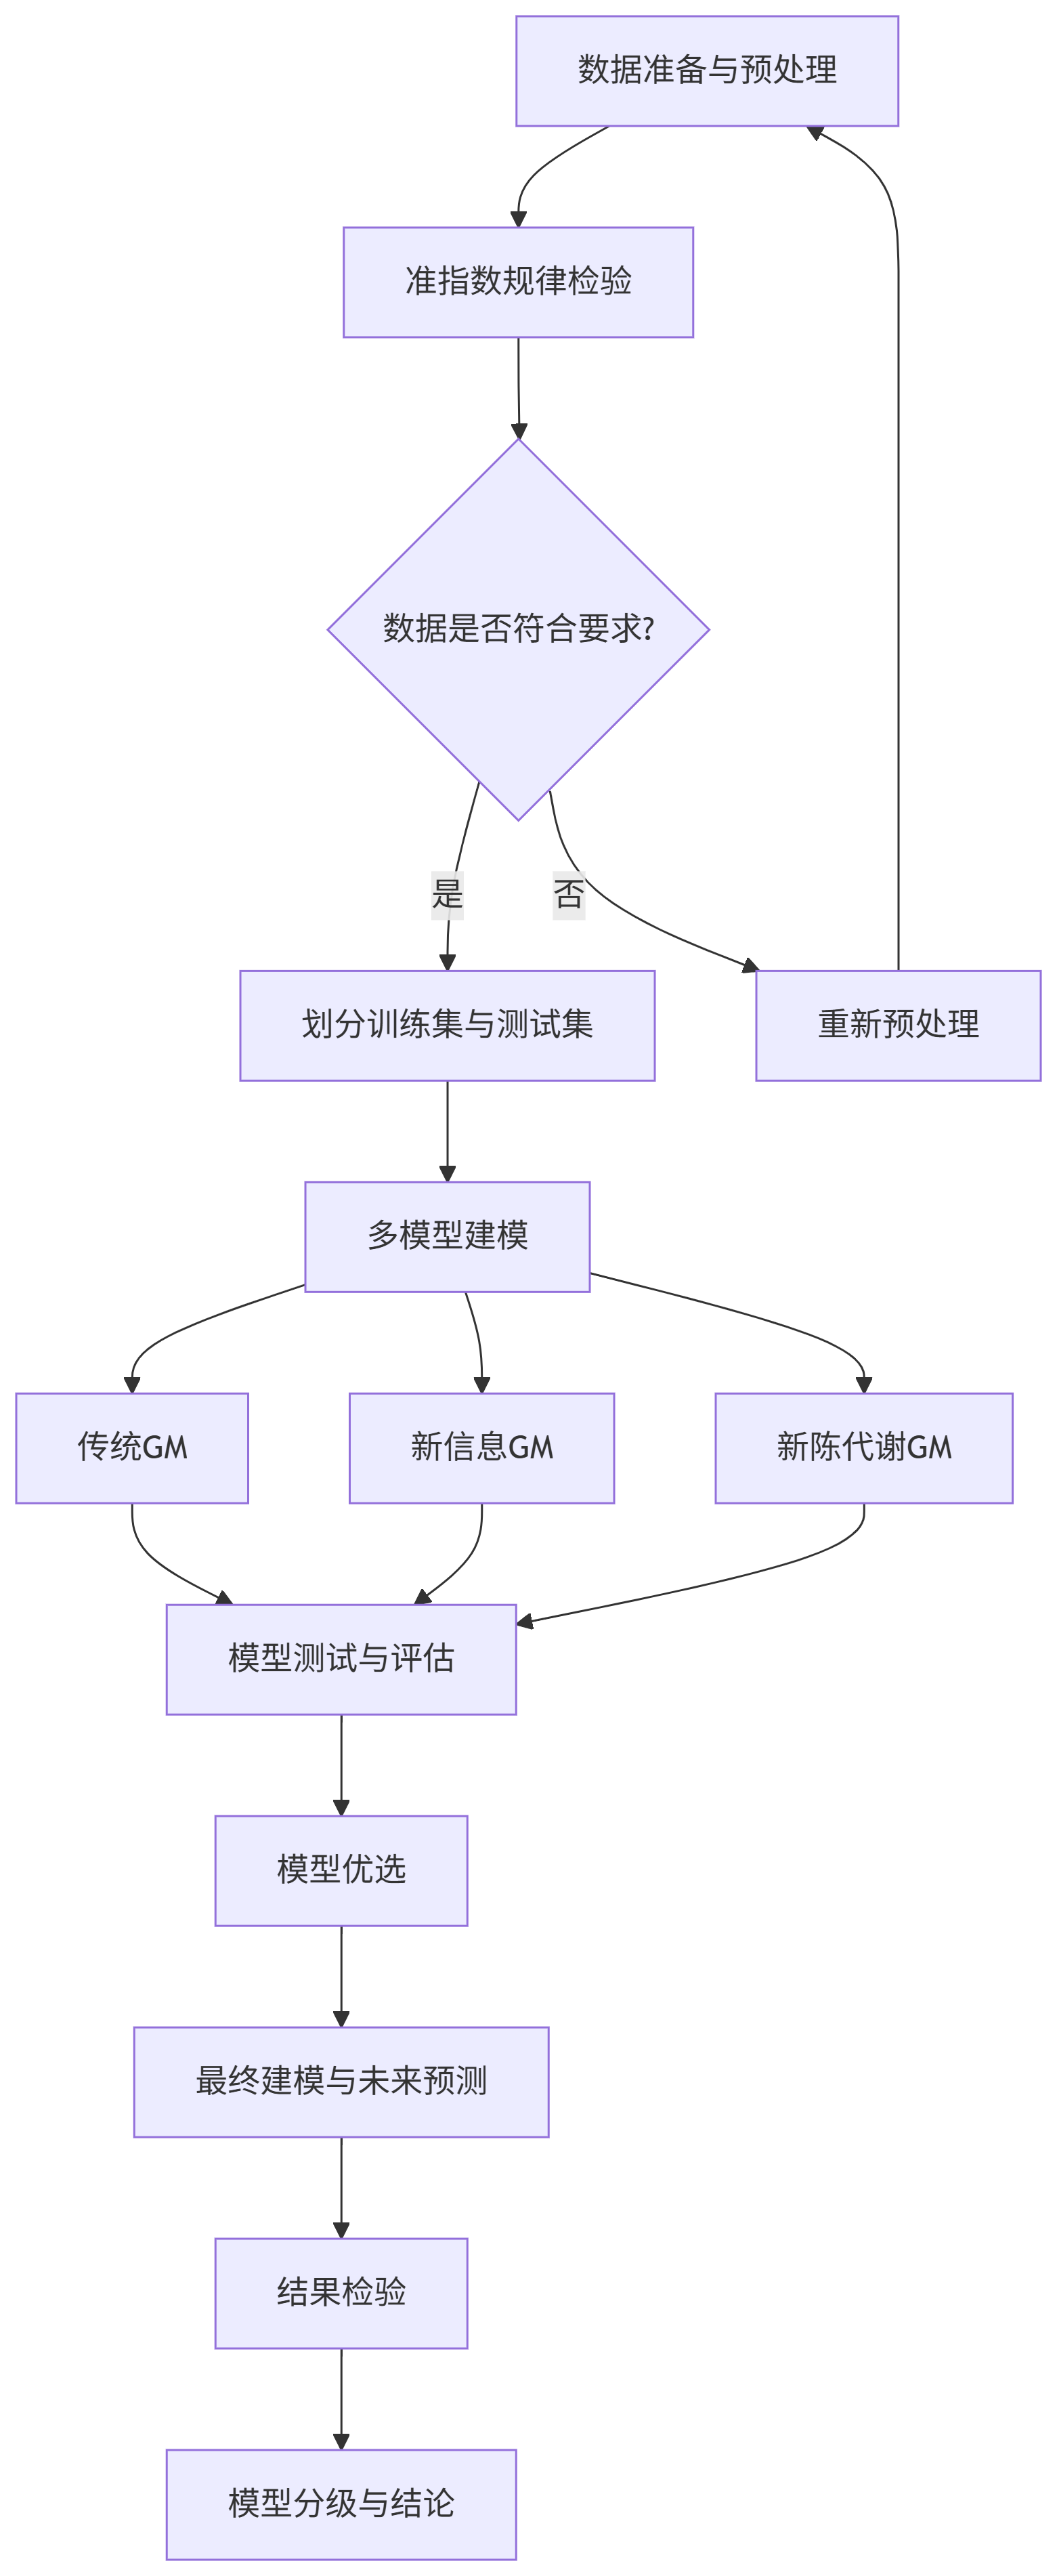 数据准备与预处理
准指数规律检验
数据是否符合要求?
是
否
划分训练集与测试集
重新预处理
多模型建模
传统GM
新信息GM
新陈代谢GM
模型测试与评估
模型优选
最终建模与未来预测
结果检验
模型分级与结论